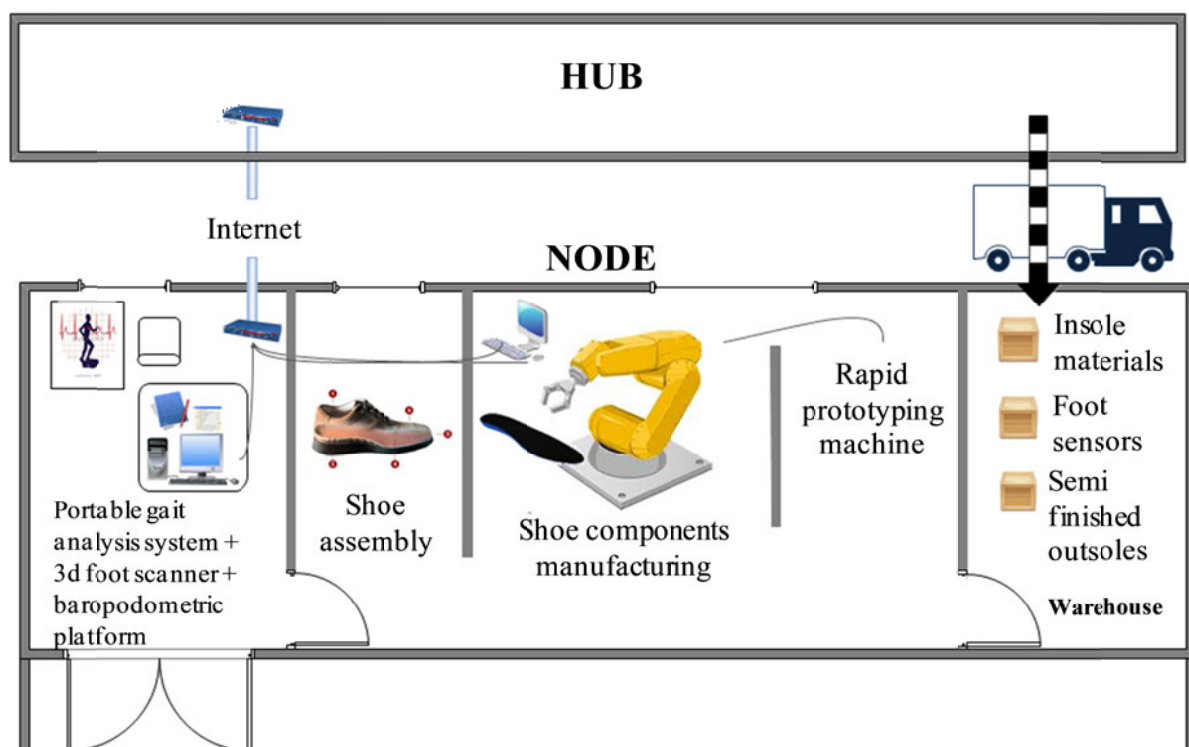 HUB
Internet
NODE
Portable gait
analysis system +
3d foot scanner +
baropodometric
platform
Shoe
assembly
Shoe components
manufacturing
Rapid
prototyping
machine
Insole
materials
Foot
sensors
Semi
finished
outsoles
Warehouse